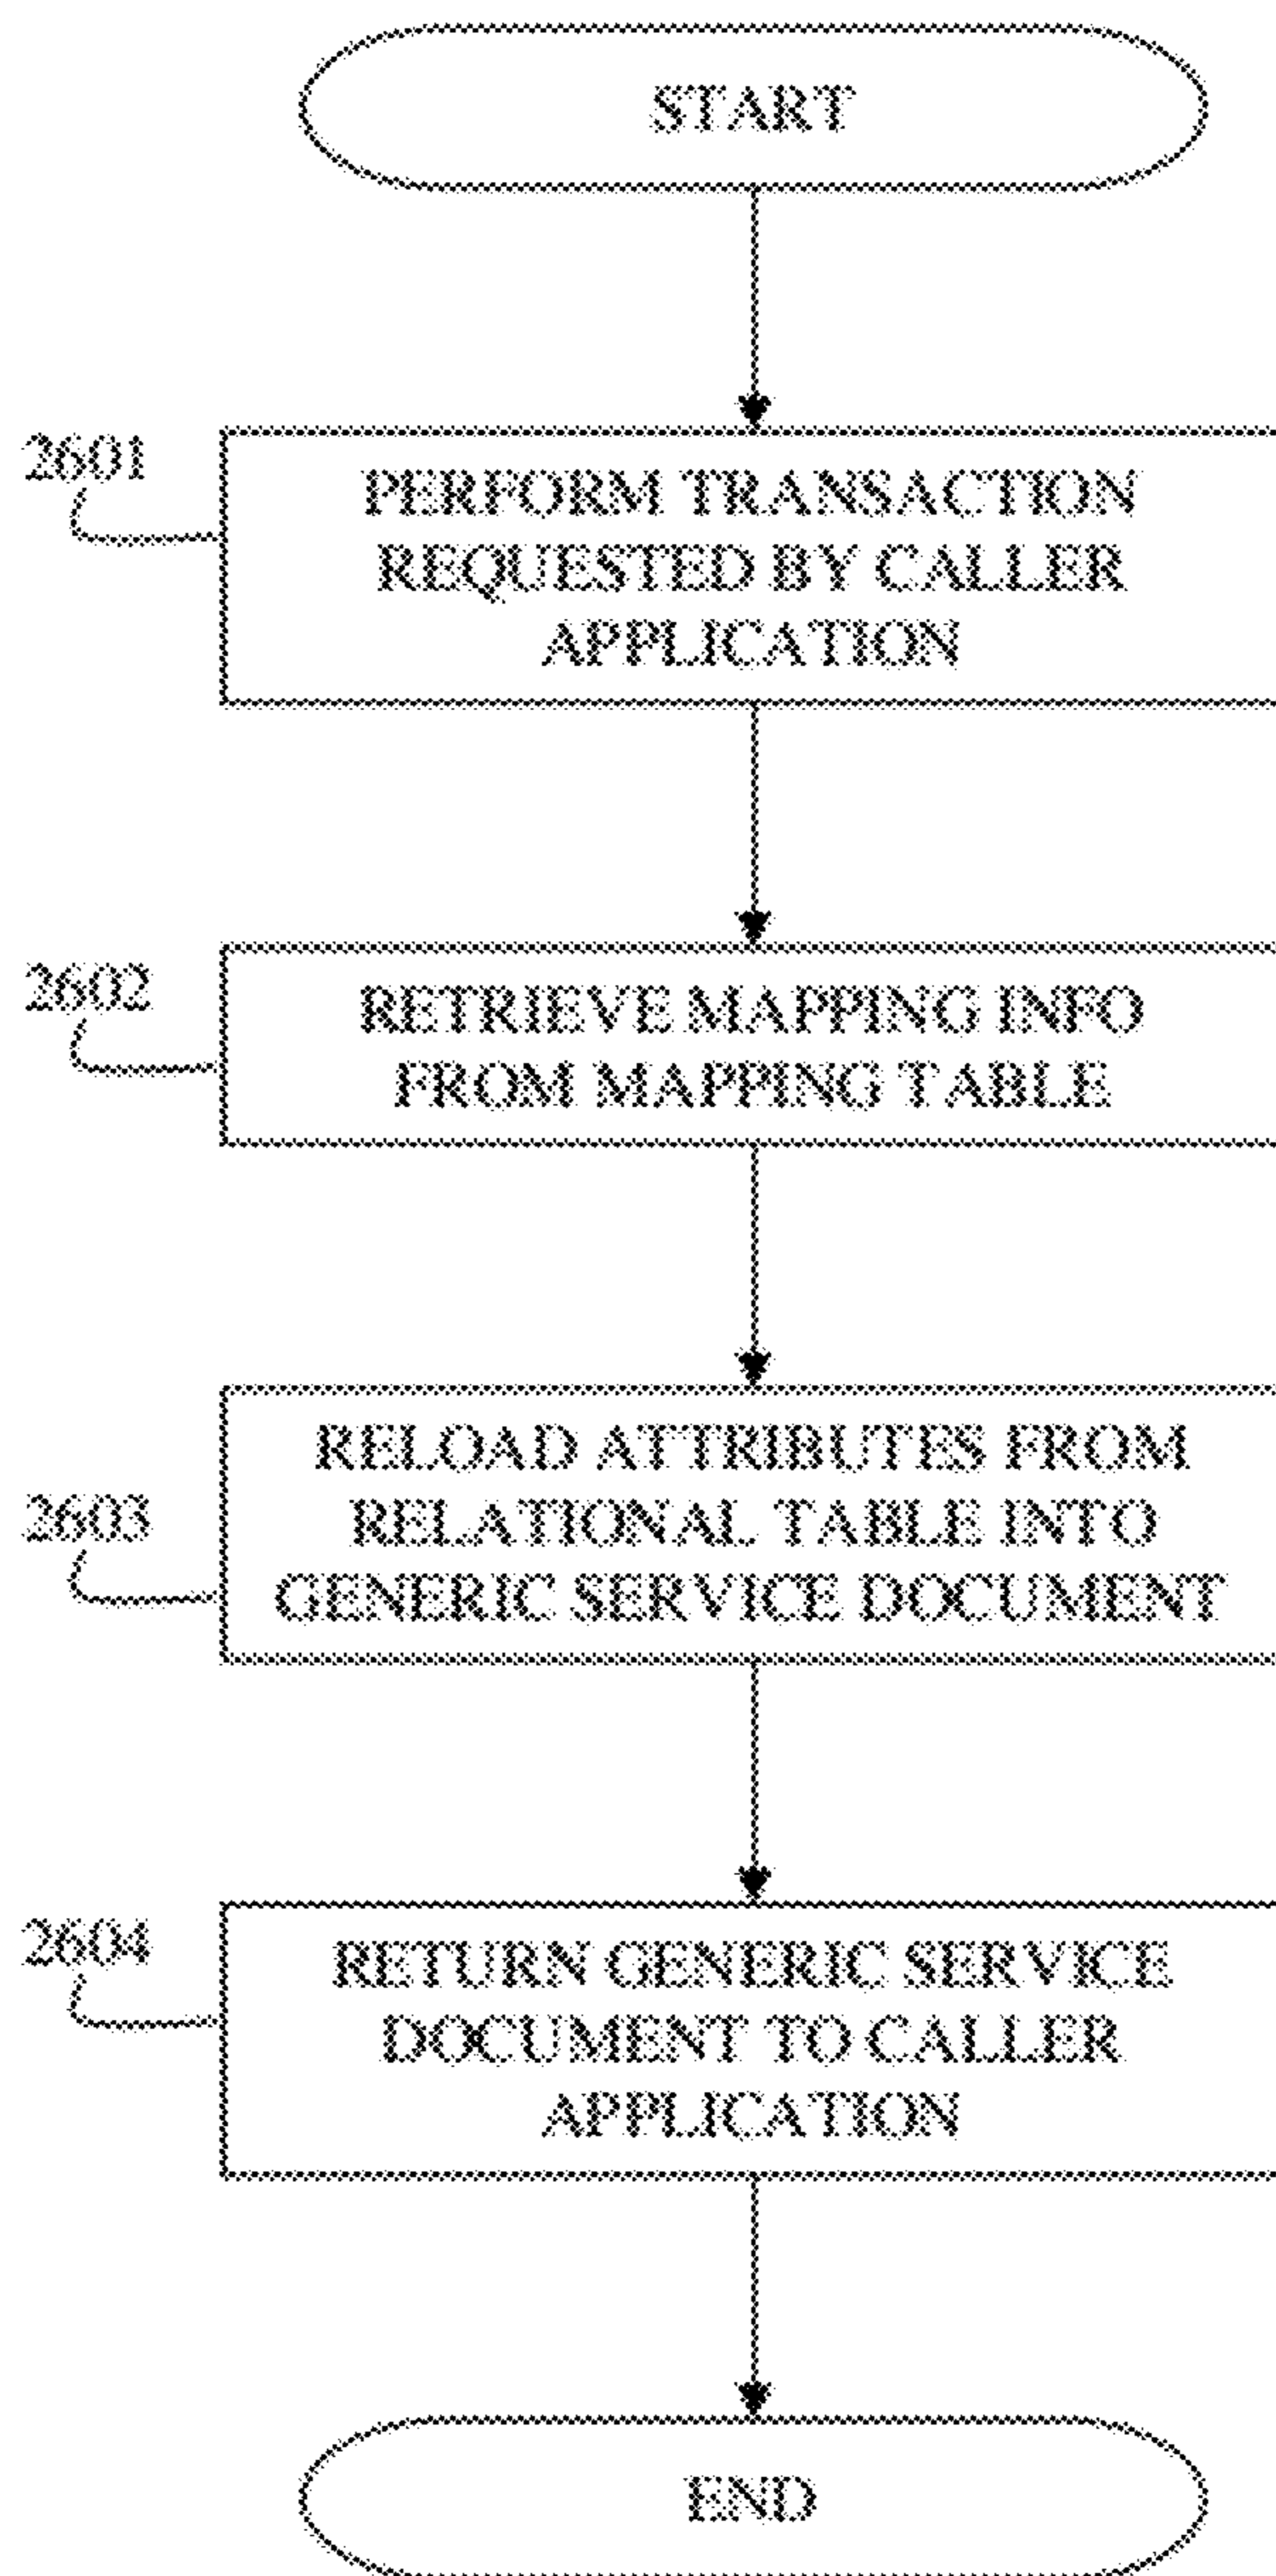 START
2601
PERFORM TRANSACTION
REQUESTED BY CALLER
APPLICATION
2602
RETRIEVE MAPPING INFO
FROM MAPPING TABLE
2603
RELOAD ATTRIBUTES FROM
RELATIONAL TABLE INTO
GENERIC SERVICE DOCUMENT
2604
RETURN GENERIC SERVICE
DOCUMENT TO CALLER
APPLICATION
END